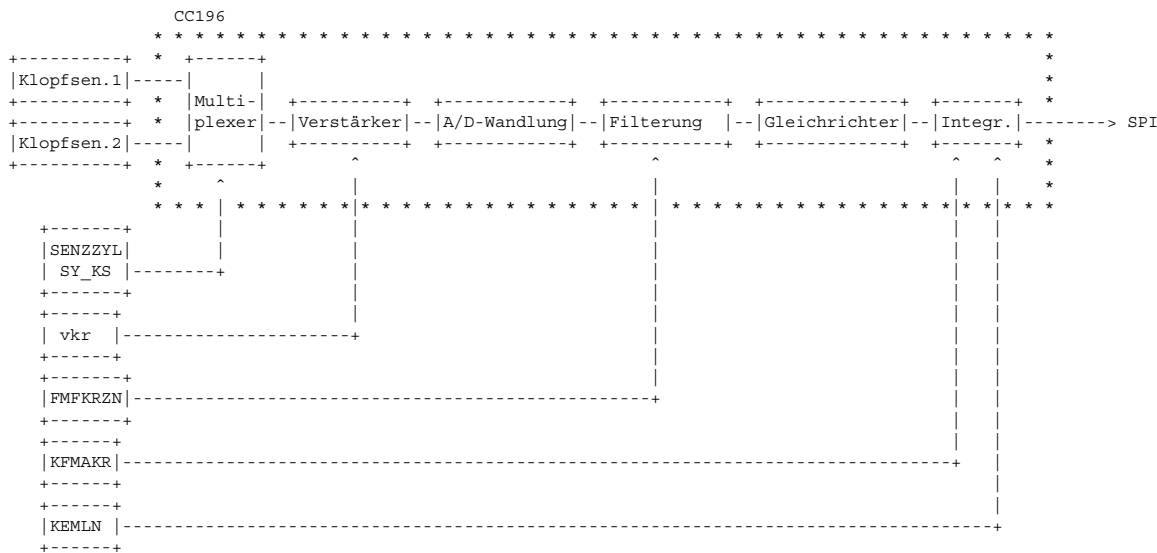 CC196
Klopfsen.1
Multi-
plexer Verstärker A/D-Wandlung Filterung Gleichrichter Integr. SPI
Klopfsen.2
SENZZYL
SY_KS
vkr
FMFKRZN
KFMAKR
KEMLN